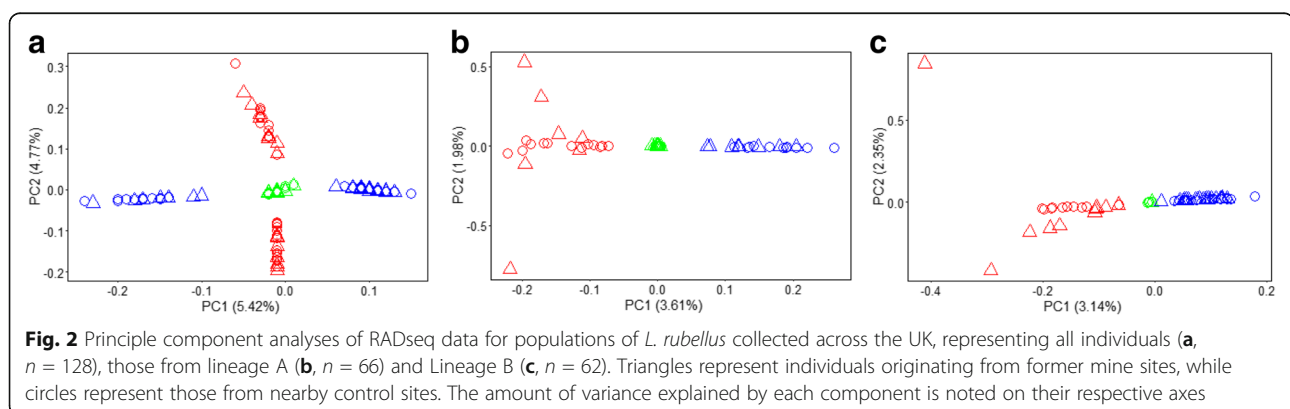 a
b
c
0.3
0.2
0.1
0.0
-0.1
-0.2
PC2 (4.77%)
-0.2
-0.1
0.0
0.1
PC1 (5.42%)
0.5
0.0
-0.5
PC2 (1.98%)
-0.2
-0.1
0.0
0.1
0.2
PC1 (3.61%)
0.5
0.0
-0.5
PC2 (2.35%)
-0.4
-0.2
0.0
0.2
PC1 (3.14%)
Fig. 2 Principle component analyses of RADseq data for populations of L. rubellus collected across the UK, representing all individuals (a,
n = 128), those from lineage A (b, n = 66) and Lineage B (c, n = 62). Triangles represent individuals originating from former mine sites, while
circles represent those from nearby control sites. The amount of variance explained by each component is noted on their respective axes